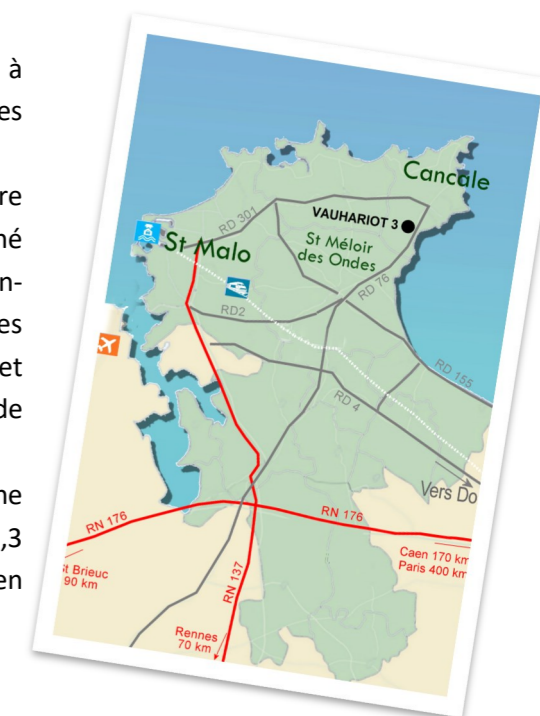 à
es
re
né
n-
es
et
de
ne
,3
en
Cancale
VAUHARIOT 3
RD 301
St Malo
St Méloir
des Ondes
RD 76
RD2
RD 155
RD 4
Vers Do
RN 176
RN 176
Caen 170 km
Paris 400 km
St Brieuc
90 km
RN 137
Rennes
70 km